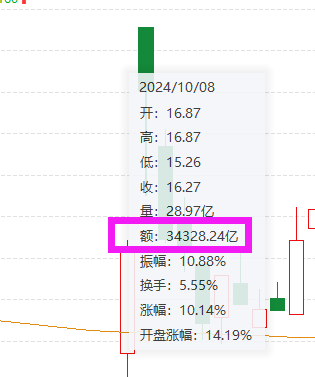 2024/10/08
开: 16.87
高: 16.87
低: 15.26
收: 16.27
量: 28.97亿
额: 34328.24亿
振幅: 10.88%
换手: 5.55%
涨幅: 10.14%
开盘涨幅: 14.19%